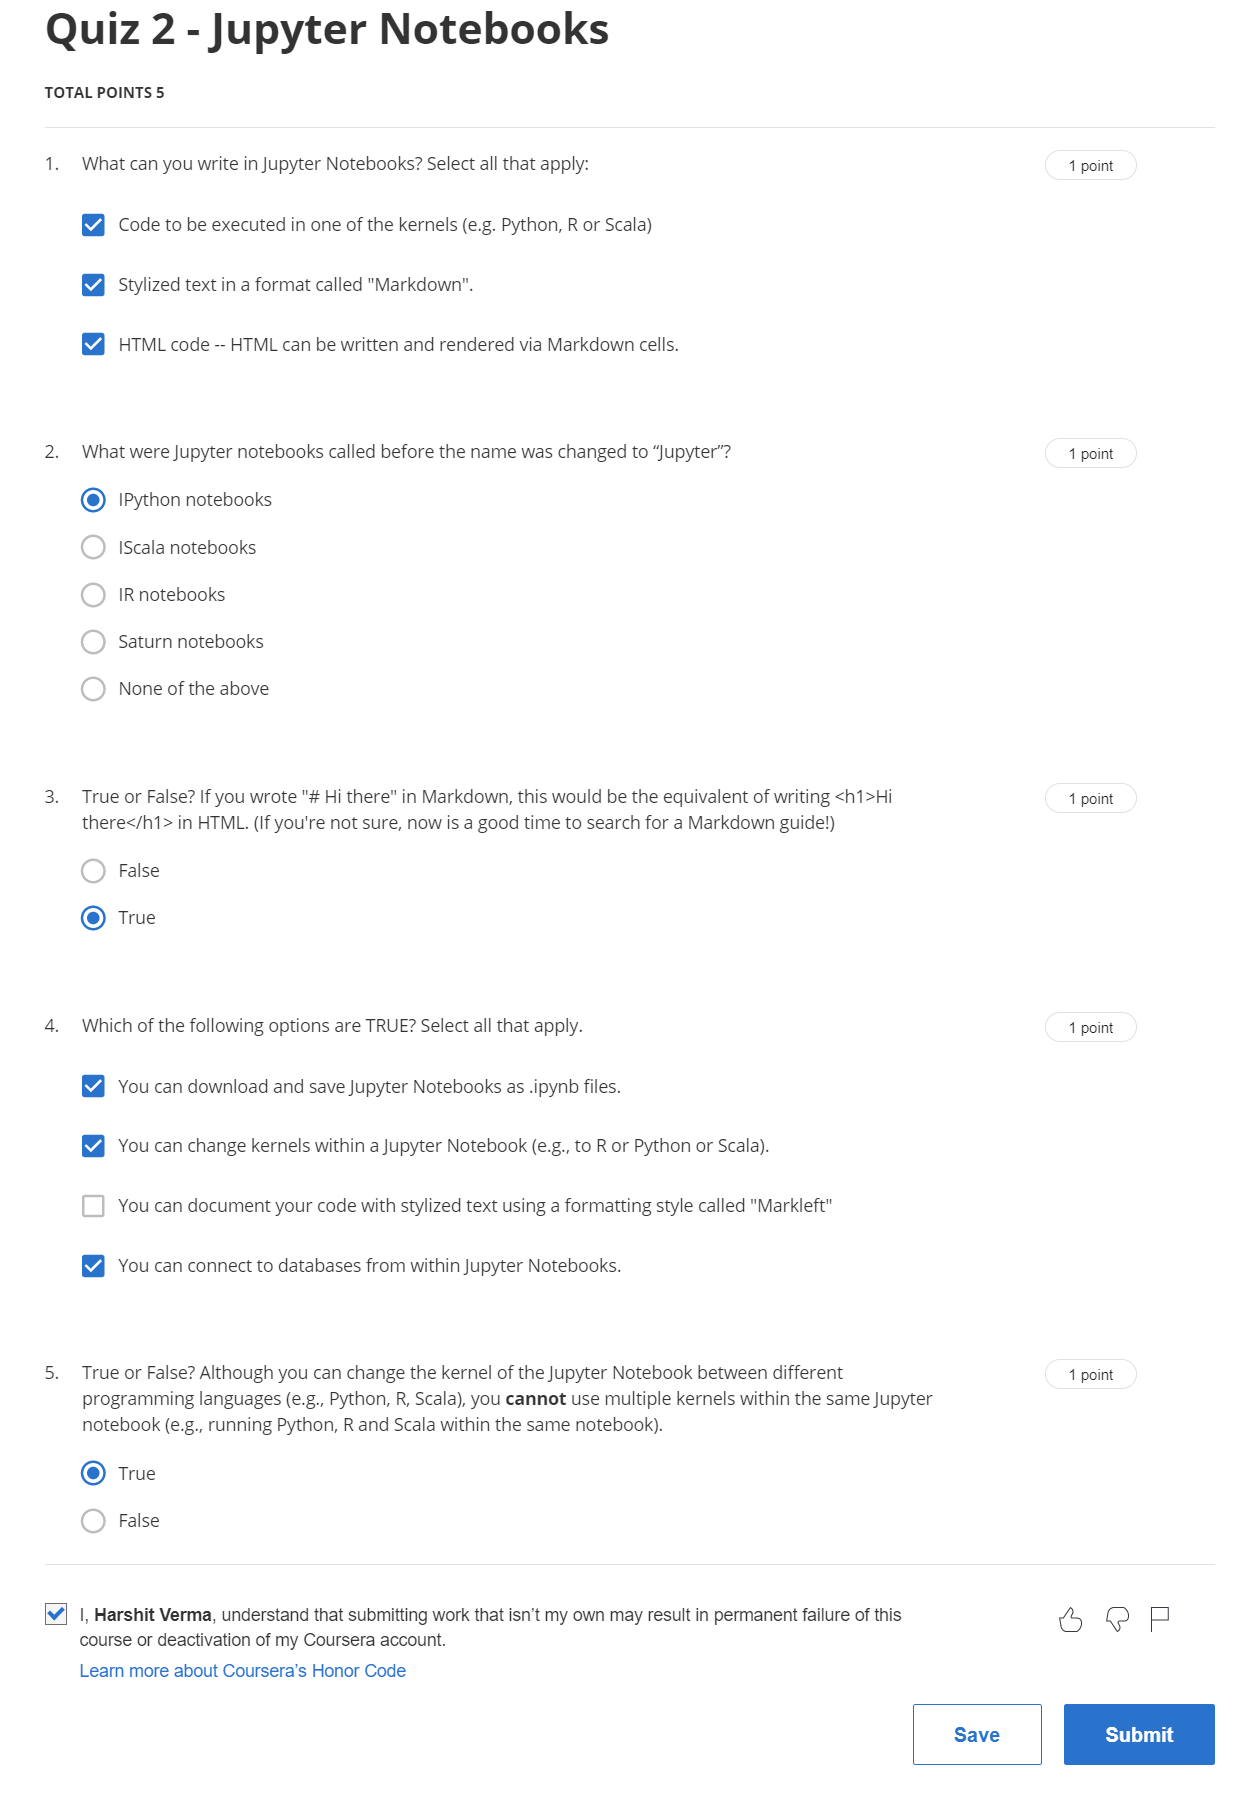 Quiz 2 - Jupyter Notebooks
TOTAL POINTS 5
1. What can you write in Jupyter Notebooks? Select all that apply:
1 point
Code to be executed in one of the kernels (e.g. Python, R or Scala)
Stylized text in a format called "Markdown".
HTML code -- HTML can be written and rendered via Markdown cells.
2. What were Jupyter notebooks called before the name was changed to “Jupyter”?
1 point
IPython notebooks
IScala notebooks
IR notebooks
Saturn notebooks
None of the above
3. True or False? If you wrote "# Hi there" in Markdown, this would be the equivalent of writing <h1>Hi
there</h1> in HTML. (If you're not sure, now is a good time to search for a Markdown guide!)
1 point
False
True
4. Which of the following options are TRUE? Select all that apply.
1 point
You can download and save Jupyter Notebooks as .ipynb files.
You can change kernels within a Jupyter Notebook (e.g., to R or Python or Scala).
You can document your code with stylized text using a formatting style called "Markleft"
You can connect to databases from within Jupyter Notebooks.
5. True or False? Although you can change the kernel of the Jupyter Notebook between different
programming languages (e.g., Python, R, Scala), you cannot use multiple kernels within the same Jupyter
notebook (e.g., running Python, R and Scala within the same notebook).
1 point
True
False
I, Harshit Verma, understand that submitting work that isn’t my own may result in permanent failure of this
course or deactivation of my Coursera account.
Learn more about Coursera’s Honor Code
Save
Submit